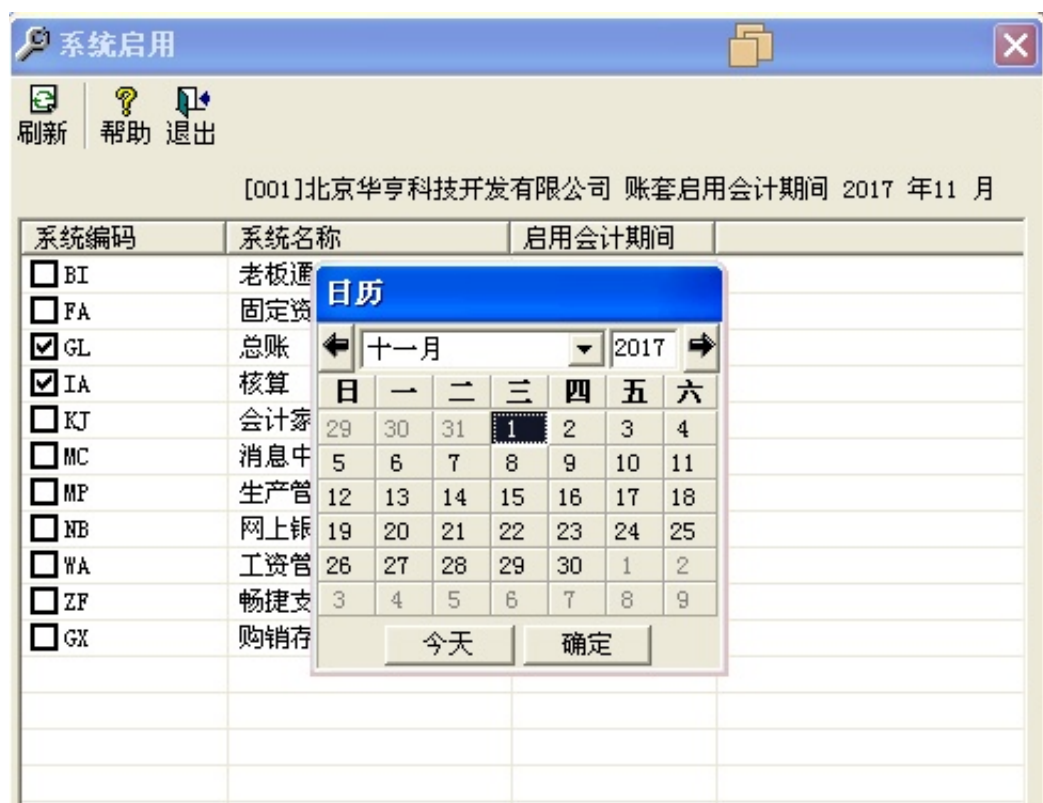 系统启用
刷新 帮助 退出
[001]北京华亨科技开发有限公司 账套启用会计期间 2017 年11 月
系统编码 系统名称 启用会计期间
BI 老板通
FA 固定资
GL 总账
IA 核算
KJ 会计家
MC 消息中
MP 生产管
NB 网上银
WA 工资管
ZF 畅捷支
GX 购销存
日历
十一月 2017
日 一 二 三 四 五 六
29 30 31 1 2 3 4
5 6 7 8 9 10 11
12 13 14 15 16 17 18
19 20 21 22 23 24 25
26 27 28 29 30 1 2
3 4 5 6 7 8 9
今天 确定